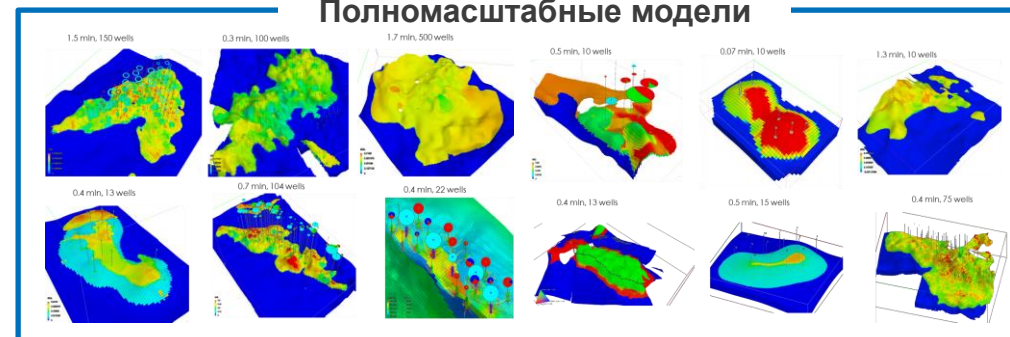 Полномасштабные модели
1.5 min, 150 wells
0.3 min, 100 wells
1.7 min, 500 wells
0.5 min, 10 wells
0.07 min, 10 wells
1.3 min, 10 wells
0.4 min, 13 wells
0.7 min, 104 wells
0.4 min, 22 wells
0.4 min, 13 wells
0.5 min, 15 wells
0.4 min, 75 wells